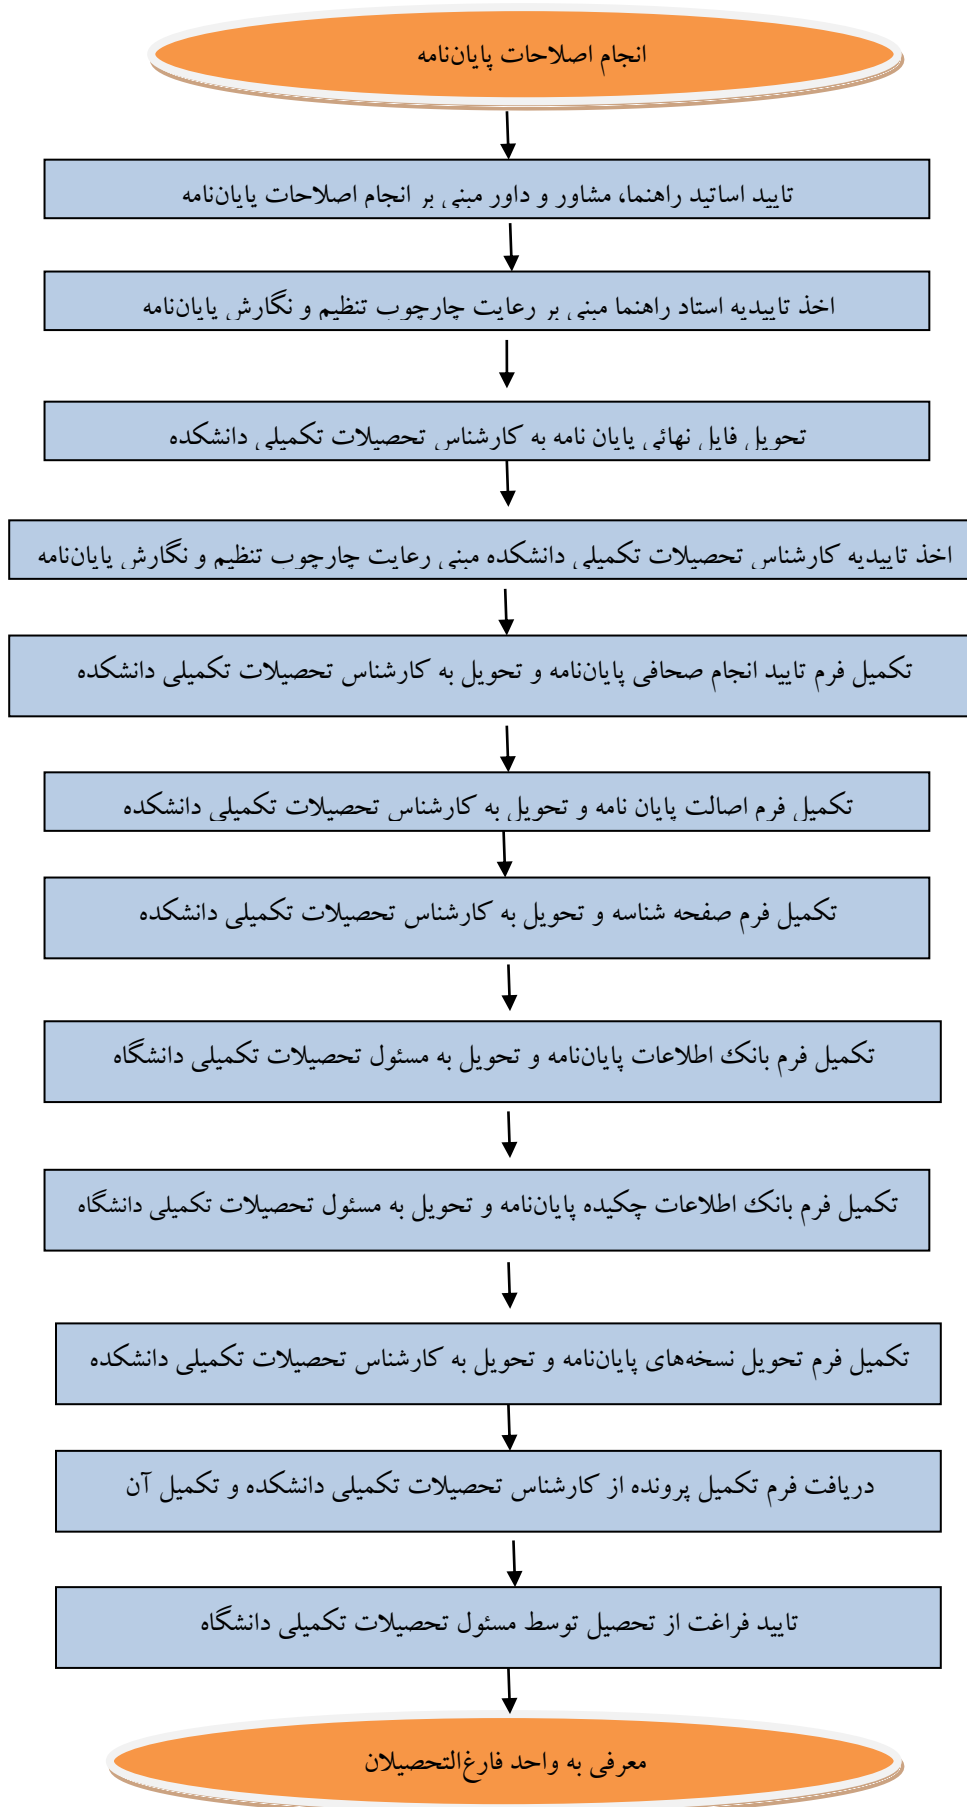 انجام اصلاحات پایان‌نامه
تایید اساتید راهنما، مشاور و داور مبنی بر انجام اصلاحات پایان‌نامه
اخذ تاییدیه استاد راهنما مبنی بر رعایت چارچوب تنظیم و نگارش پایان‌نامه
تحویل فایل نهائی پایان نامه به کارشناس تحصیلات تکمیلی دانشکده
اخذ تاییدیه کارشناس تحصیلات تکمیلی دانشکده مبنی رعایت چارچوب تنظیم و نگارش پایان‌نامه
تکمیل فرم تایید انجام صحافی پایان‌نامه و تحویل به کارشناس تحصیلات تکمیلی دانشکده
تکمیل فرم اصالت پایان نامه و تحویل به کارشناس تحصیلات تکمیلی دانشکده
تکمیل فرم صفحه شناسه و تحویل به کارشناس تحصیلات تکمیلی دانشکده
تکمیل فرم بانک اطلاعات پایان‌نامه و تحویل به مسئول تحصیلات تکمیلی دانشگاه
تکمیل فرم بانک اطلاعات چکیده پایان‌نامه و تحویل به مسئول تحصیلات تکمیلی دانشگاه
تکمیل فرم تحویل نسخه‌های پایان‌نامه و تحویل به کارشناس تحصیلات تکمیلی دانشکده
دریافت فرم تکمیل پرونده از کارشناس تحصیلات تکمیلی دانشکده و تکمیل آن
تایید فراغت از تحصیل توسط مسئول تحصیلات تکمیلی دانشگاه
معرفی به واحد فارغ‌التحصیلان